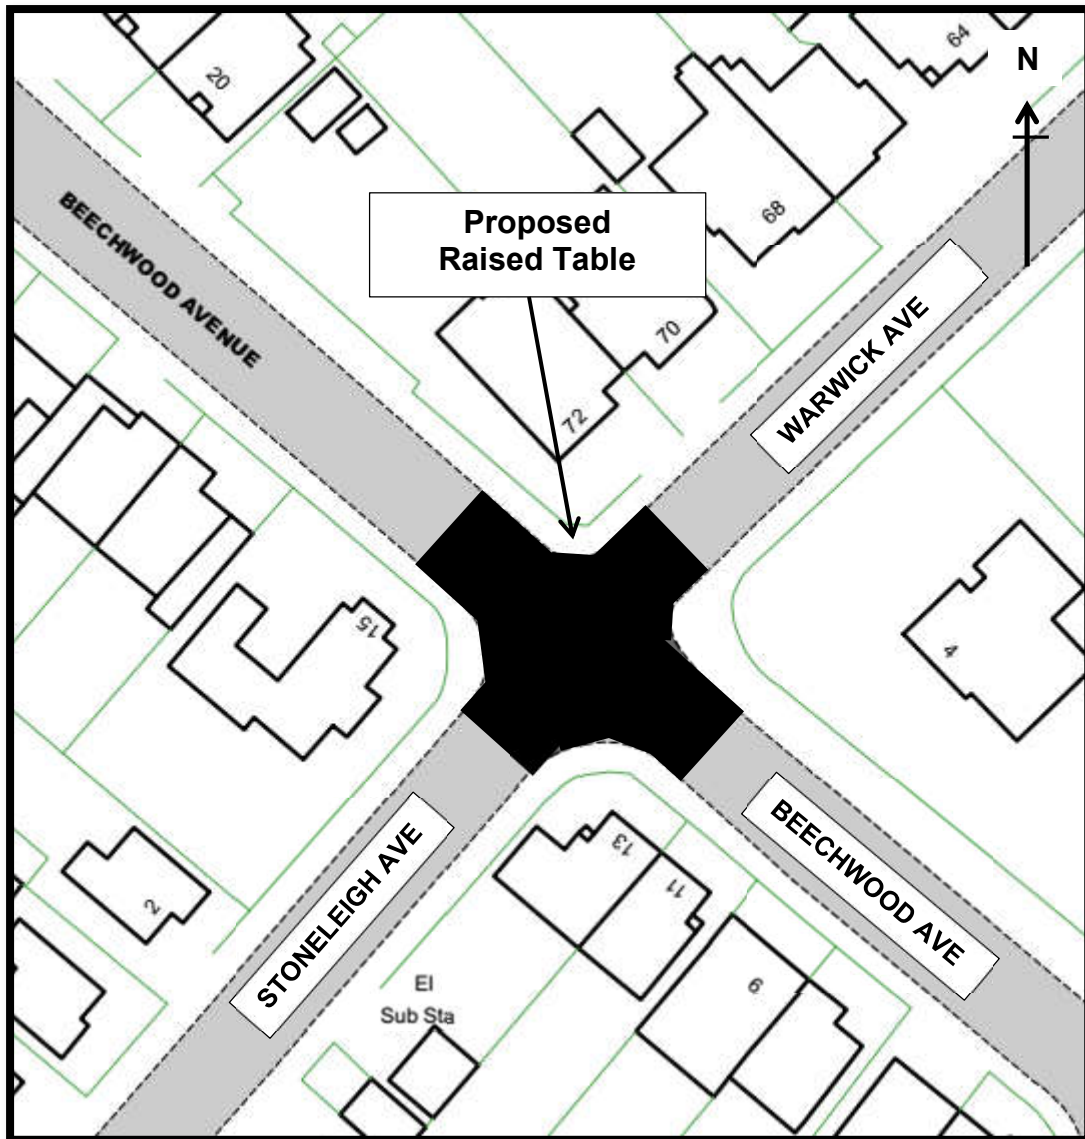 64
N
20
BEECHWOOD AVENUE
Proposed
Raised Table
68
WARWICK AVE
70
72
15
4
STONELEIGH AVE
BEECHWOOD AVE
13
11
2
9
El
Sub Sta